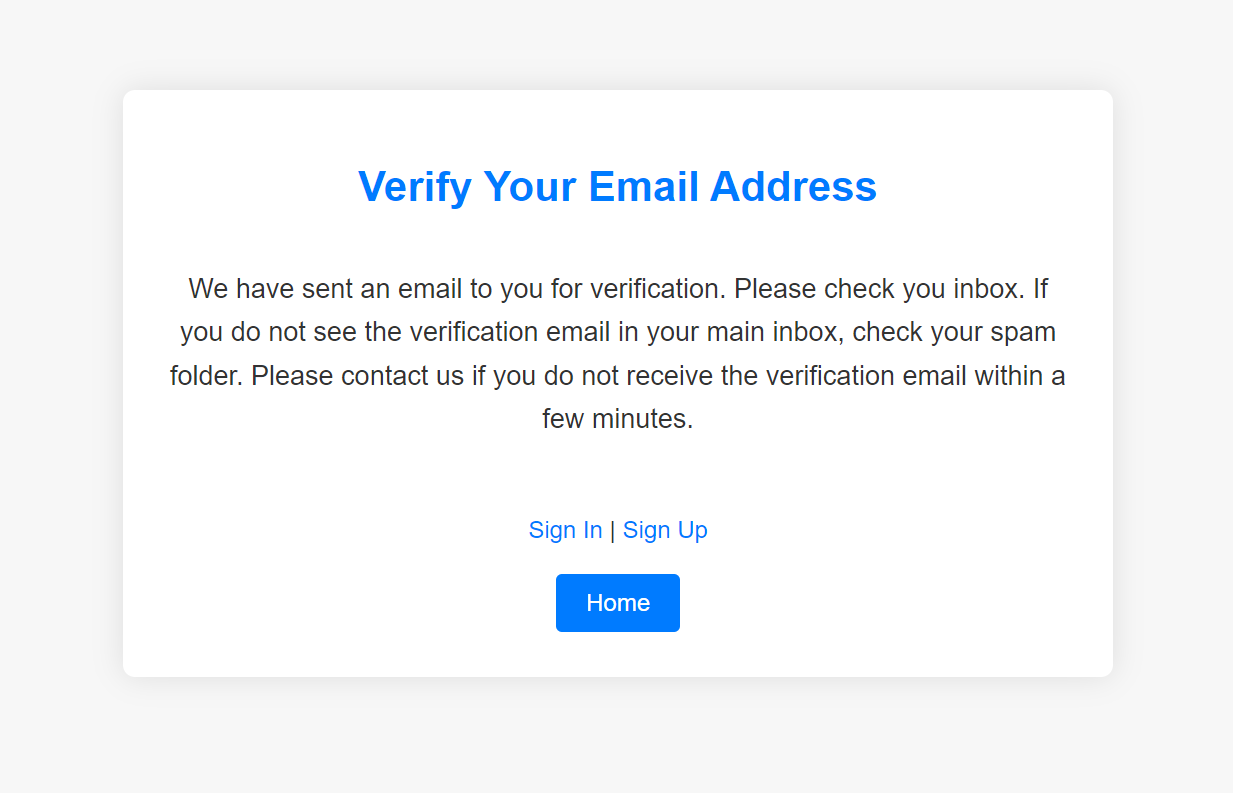 Verify Your Email Address
We have sent an email to you for verification. Please check you inbox. If
you do not see the verification email in your main inbox, check your spam
folder. Please contact us if you do not receive the verification email within a
few minutes.
Sign In | Sign Up
Home